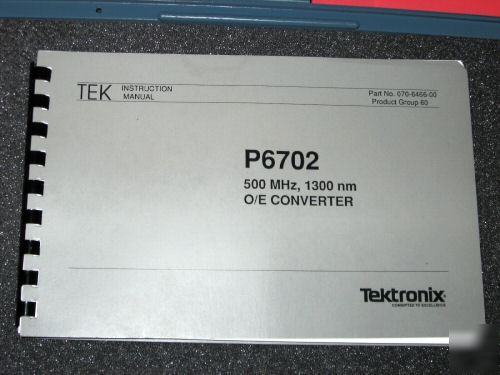 TEK INSTRUCTION MANUAL
Part No. 070-6466-00
Product Group 60
P6702
500 MHz, 1300 nm
O/E CONVERTER
Tektronix
COMMITTED TO EXCELLENCE